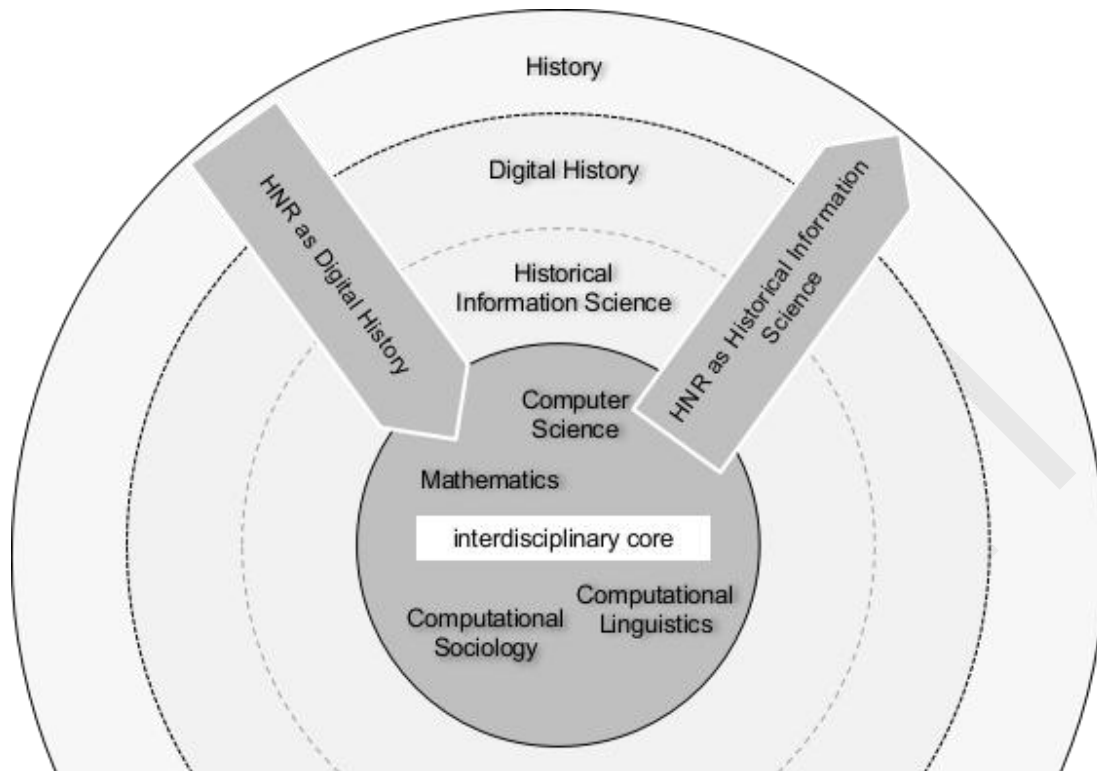 History
Digital History
Historical
Information Science
HNR as Digital History
HNR as Historical Information
Science
Computer
Science
Mathematics
interdisciplinary core
Computational
Linguistics
Computational
Sociology